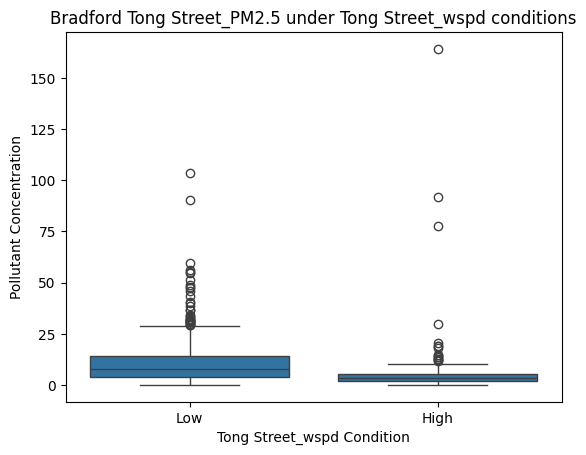 Bradford Tong Street_PM2.5 under Tong Street_wspd conditions
Pollutant Concentration
150
125
100
75
50
25
0
Low
High
Tong Street_wspd Condition